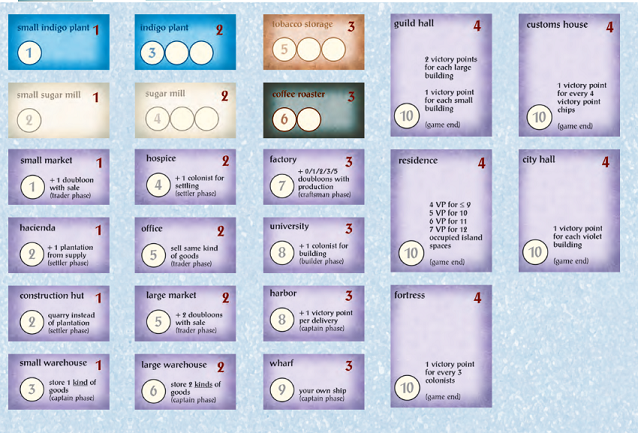 small indigo plant 1
1
indigo plant 2
3
tobacco storage 3
5
guild hall 4
2 victory points
for each large
building
1 victory point
for each small
building
10
(game end)
customs house 4
1 victory point
for every 4
victory point
chips
10
(game end)
small sugar mill 1
2
sugar mill 2
4
coffee roaster 3
6
small market 1
1
+ 1 doubloon
with sale
(trader phase)
hospice 2
4
+ 1 colonist for
settling
(settler phase)
factory 3
7
+ 0/1/2/3/5
doubloons with
production
(craftsman phase)
residence 4
4 VP for ≤ 9
5 VP for 10
6 VP for 11
7 VP for 12
occupied island
spaces
10
(game end)
city hall 4
1 victory point
for each violet
building
10
(game end)
hacienda 1
2
+ 1 plantation
from supply
(settler phase)
office 2
5
sell same kind
of goods
(trader phase)
university 3
8
+ 1 colonist for
building
(builder phase)
construction hut 1
2
quarry instead
of plantation
(settler phase)
large market 2
5
+ 2 doubloons
with sale
(trader phase)
harbor 3
8
+ 1 victory point
per delivery
(captain phase)
fortress 4
1 victory point
for every 3
colonists
10
(game end)
small warehouse 1
3
store 1 kind of
goods
(captain phase)
large warehouse 2
6
store 2 kinds of
goods
(captain phase)
wharf 3
9
your own ship
(captain phase)